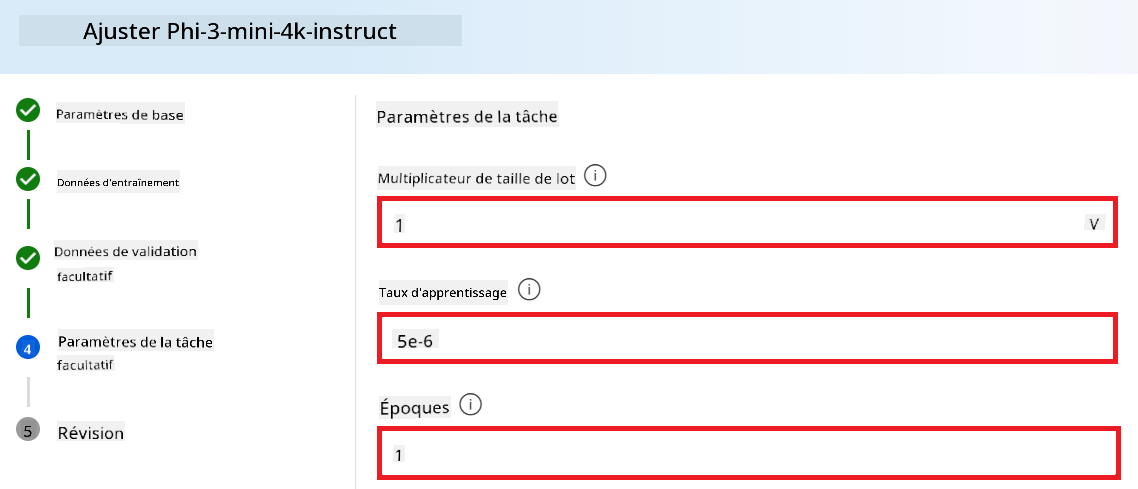 Ajuster Phi-3-mini-4k-instruct
Paramètres de base
Données d'entraînement
Données de validation
facultatif
4
Paramètres de la tâche
facultatif
5
Révision
Paramètres de la tâche
Multiplicateur de taille de lot
1
V
Taux d'apprentissage
5e-6
Époques
1